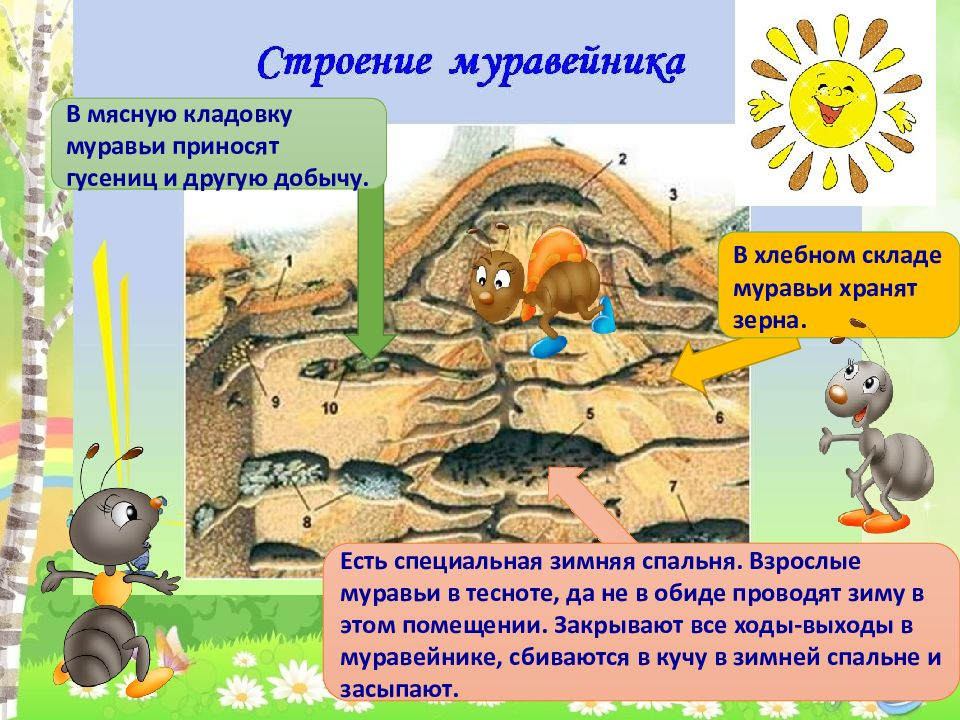 Строение муравейника
В мясную кладовку
муравьи приносят
гусениц и другую добычу.
2
3
1
В хлебном складе
муравьи хранят
зерна.
9
10
5
6
7
8
Есть специальная зимняя спальня. Взрослые
муравьи в тесноте, да не в обиде проводят зиму в
этом помещении. Закрывают все ходы-выходы в
муравейнике, сбиваются в кучу в зимней спальне и
засыпают.